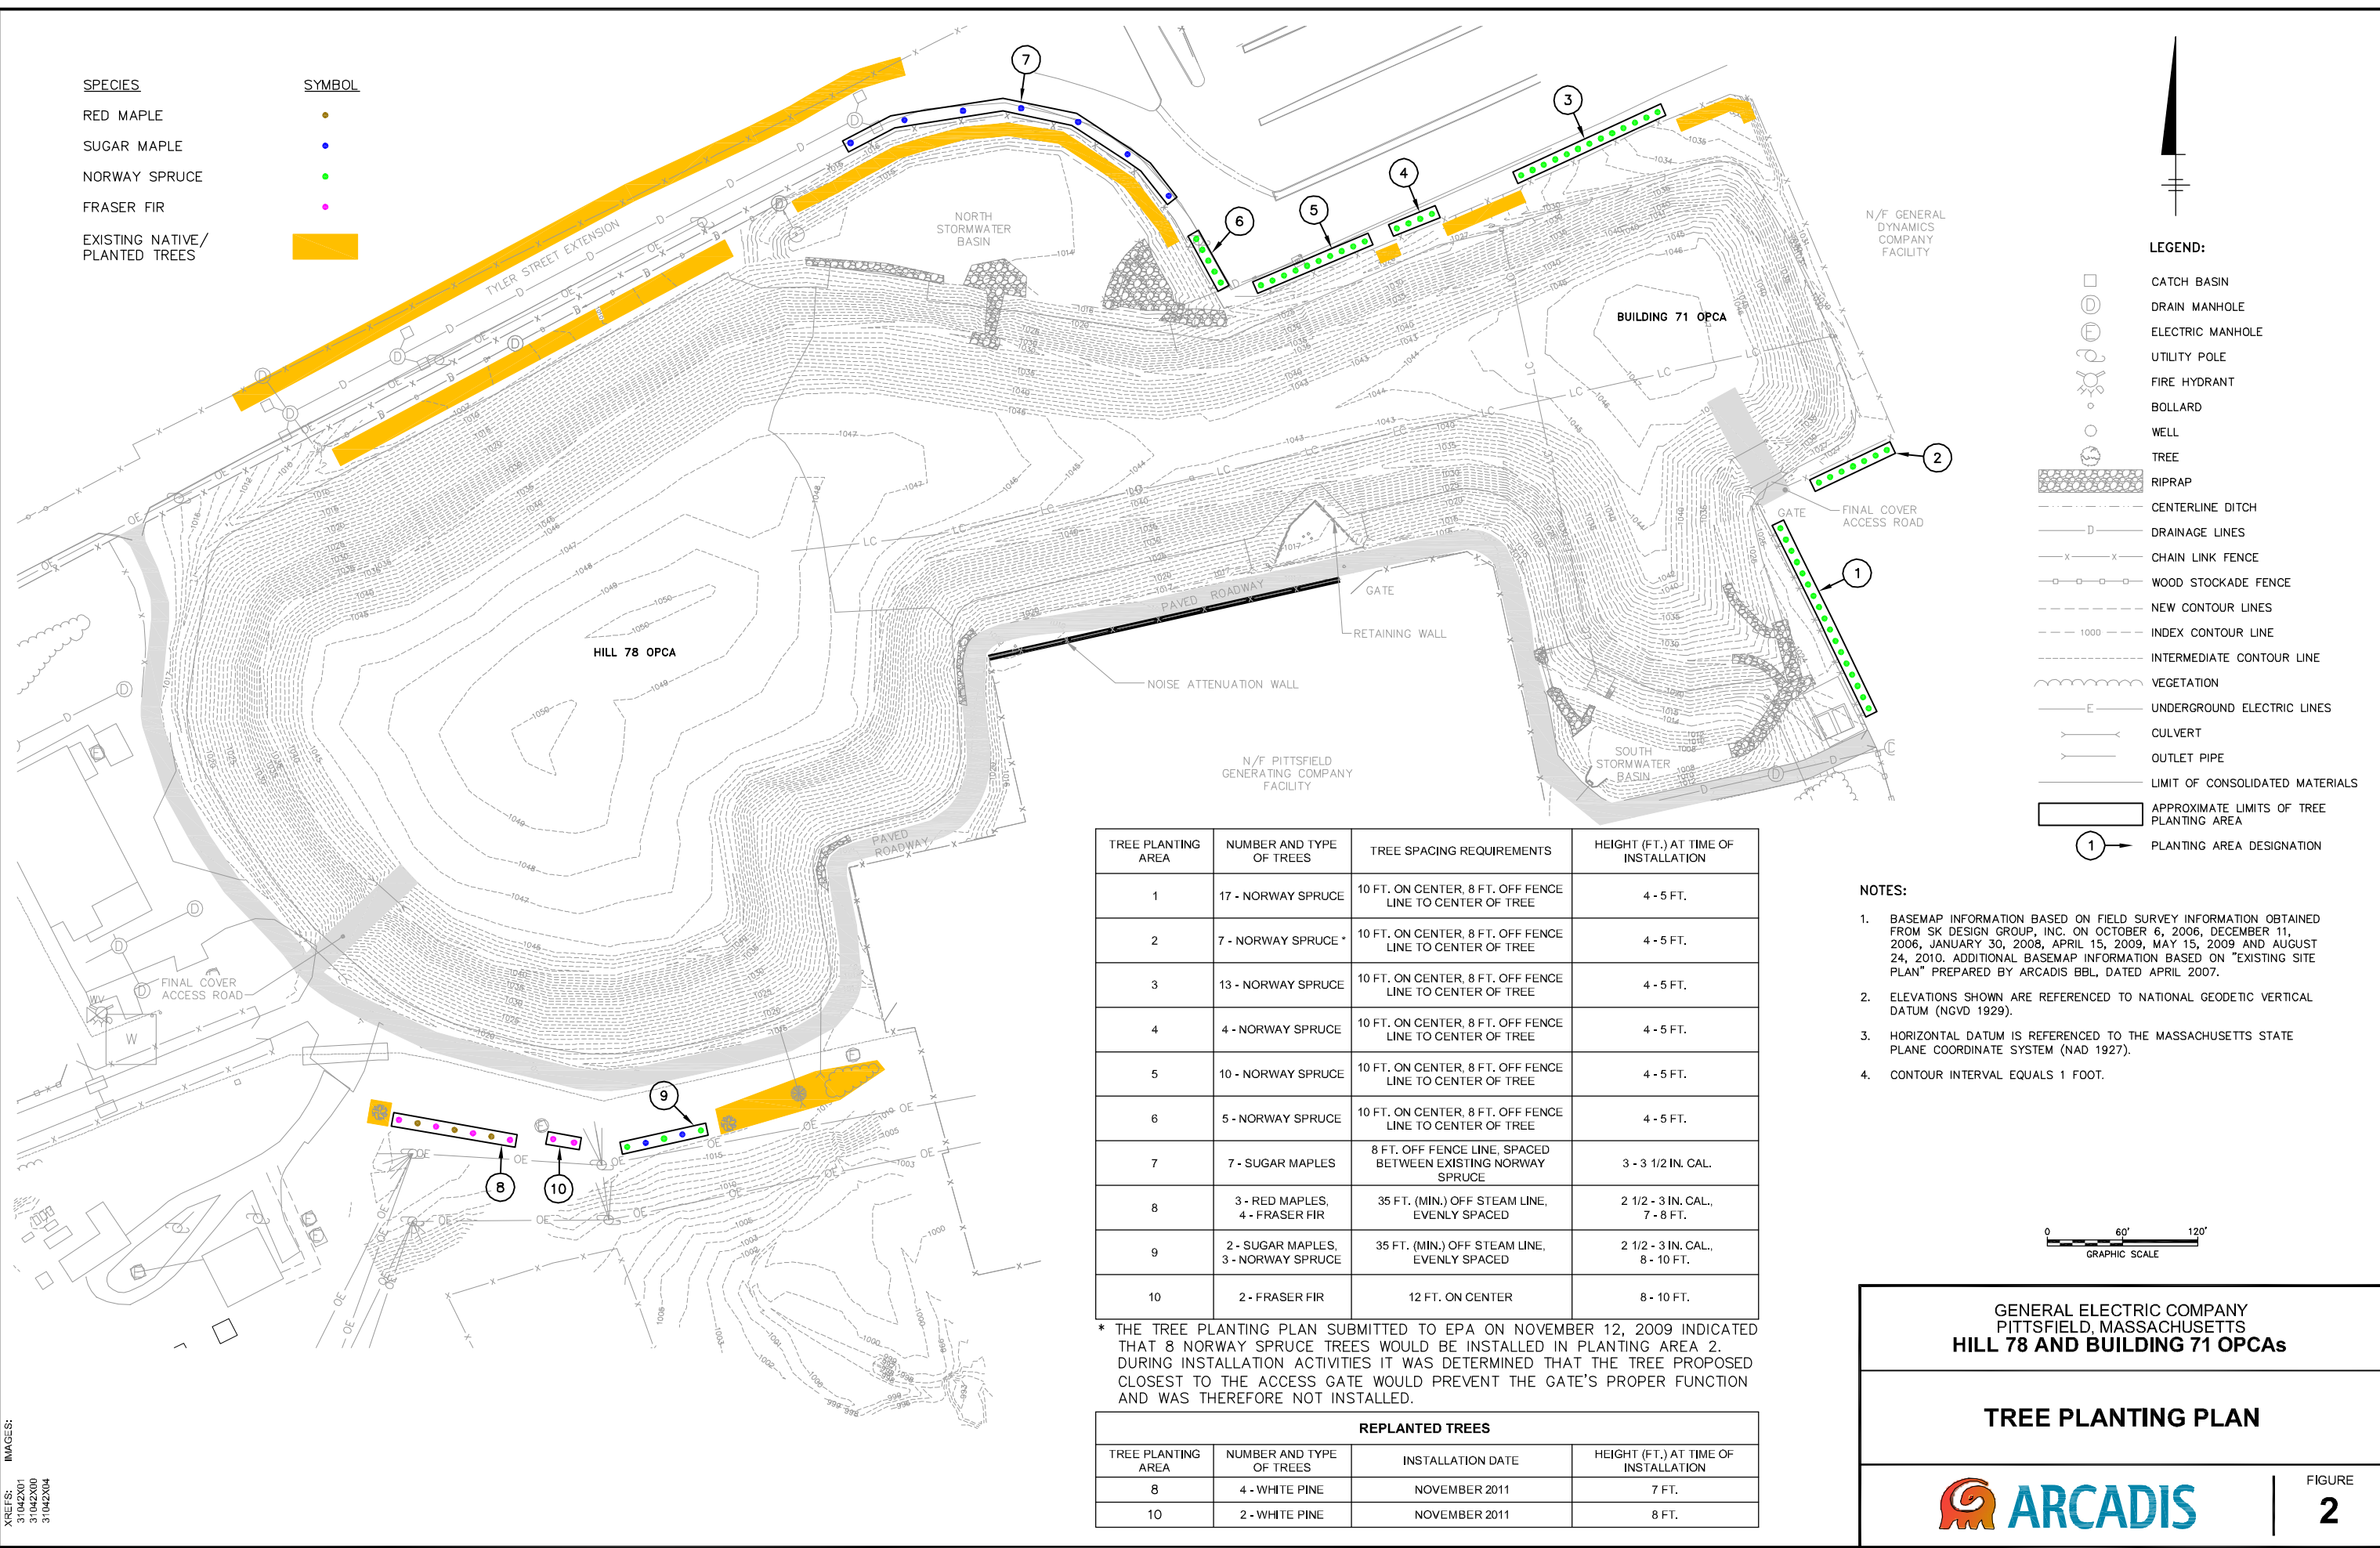 SPECIES SYMBOL
RED MAPLE
SUGAR MAPLE
NORWAY SPRUCE
FRASER FIR
EXISTING NATIVE/
PLANTED TREES
TYLER STREET EXTENSION
NORTH
STORMWATER
BASIN
7
3
4
5
6
2
1
8
10
9
N/F GENERAL
DYNAMICS
COMPANY
FACILITY
BUILDING 71 OPCA
HILL 78 OPCA
GATE
FINAL COVER
ACCESS ROAD
PAVED ROADWAY
GATE
RETAINING WALL
NOISE ATTENUATION WALL
N/F PITTSFIELD
GENERATING COMPANY
FACILITY
SOUTH
STORMWATER
BASIN
PAVED
ROADWAY
FINAL COVER
ACCESS ROAD
WV
W
LEGEND:
CATCH BASIN
D DRAIN MANHOLE
E ELECTRIC MANHOLE
UTILITY POLE
FIRE HYDRANT
BOLLARD
WELL
TREE
RIPRAP
CENTERLINE DITCH
D DRAINAGE LINES
X X CHAIN LINK FENCE
WOOD STOCKADE FENCE
NEW CONTOUR LINES
1000 INDEX CONTOUR LINE
INTERMEDIATE CONTOUR LINE
VEGETATION
E UNDERGROUND ELECTRIC LINES
CULVERT
OUTLET PIPE
LIMIT OF CONSOLIDATED MATERIALS
APPROXIMATE LIMITS OF TREE
PLANTING AREA
1 PLANTING AREA DESIGNATION
NOTES:
1. BASEMAP INFORMATION BASED ON FIELD SURVEY INFORMATION OBTAINED
FROM SK DESIGN GROUP, INC. ON OCTOBER 6, 2006, DECEMBER 11,
2006, JANUARY 30, 2008, APRIL 15, 2009, MAY 15, 2009 AND AUGUST
24, 2010. ADDITIONAL BASEMAP INFORMATION BASED ON "EXISTING SITE
PLAN" PREPARED BY ARCADIS BBL, DATED APRIL 2007.
2. ELEVATIONS SHOWN ARE REFERENCED TO NATIONAL GEODETIC VERTICAL
DATUM (NGVD 1929).
3. HORIZONTAL DATUM IS REFERENCED TO THE MASSACHUSETTS STATE
PLANE COORDINATE SYSTEM (NAD 1927).
4. CONTOUR INTERVAL EQUALS 1 FOOT.
TREE PLANTING
AREA
NUMBER AND TYPE
OF TREES
TREE SPACING REQUIREMENTS
HEIGHT (FT.) AT TIME OF
INSTALLATION
1
17 - NORWAY SPRUCE
10 FT. ON CENTER, 8 FT. OFF FENCE
LINE TO CENTER OF TREE
4 - 5 FT.
2
7 - NORWAY SPRUCE *
10 FT. ON CENTER, 8 FT. OFF FENCE
LINE TO CENTER OF TREE
4 - 5 FT.
3
13 - NORWAY SPRUCE
10 FT. ON CENTER, 8 FT. OFF FENCE
LINE TO CENTER OF TREE
4 - 5 FT.
4
4 - NORWAY SPRUCE
10 FT. ON CENTER, 8 FT. OFF FENCE
LINE TO CENTER OF TREE
4 - 5 FT.
5
10 - NORWAY SPRUCE
10 FT. ON CENTER, 8 FT. OFF FENCE
LINE TO CENTER OF TREE
4 - 5 FT.
6
5 - NORWAY SPRUCE
10 FT. ON CENTER, 8 FT. OFF FENCE
LINE TO CENTER OF TREE
4 - 5 FT.
7
7 - SUGAR MAPLES
8 FT. OFF FENCE LINE, SPACED
BETWEEN EXISTING NORWAY
SPRUCE
3 - 3 1/2 IN. CAL.
8
3 - RED MAPLES,
4 - FRASER FIR
35 FT. (MIN.) OFF STEAM LINE,
EVENLY SPACED
2 1/2 - 3 IN. CAL.,
7 - 8 FT.
9
2 - SUGAR MAPLES,
3 - NORWAY SPRUCE
35 FT. (MIN.) OFF STEAM LINE,
EVENLY SPACED
2 1/2 - 3 IN. CAL.,
8 - 10 FT.
10
2 - FRASER FIR
12 FT. ON CENTER
8 - 10 FT.
* THE TREE PLANTING PLAN SUBMITTED TO EPA ON NOVEMBER 12, 2009 INDICATED
THAT 8 NORWAY SPRUCE TREES WOULD BE INSTALLED IN PLANTING AREA 2.
DURING INSTALLATION ACTIVITIES IT WAS DETERMINED THAT THE TREE PROPOSED
CLOSEST TO THE ACCESS GATE WOULD PREVENT THE GATE'S PROPER FUNCTION
AND WAS THEREFORE NOT INSTALLED.
REPLANTED TREES
TREE PLANTING
AREA
NUMBER AND TYPE
OF TREES
INSTALLATION DATE
HEIGHT (FT.) AT TIME OF
INSTALLATION
8
4 - WHITE PINE
NOVEMBER 2011
7 FT.
10
2 - WHITE PINE
NOVEMBER 2011
8 FT.
0 60' 120'
GRAPHIC SCALE
GENERAL ELECTRIC COMPANY
PITTSFIELD, MASSACHUSETTS
HILL 78 AND BUILDING 71 OPCAs
TREE PLANTING PLAN
ARCADIS
FIGURE
2
XREFS: IMAGES:
31042X01
31042X00
31042X04